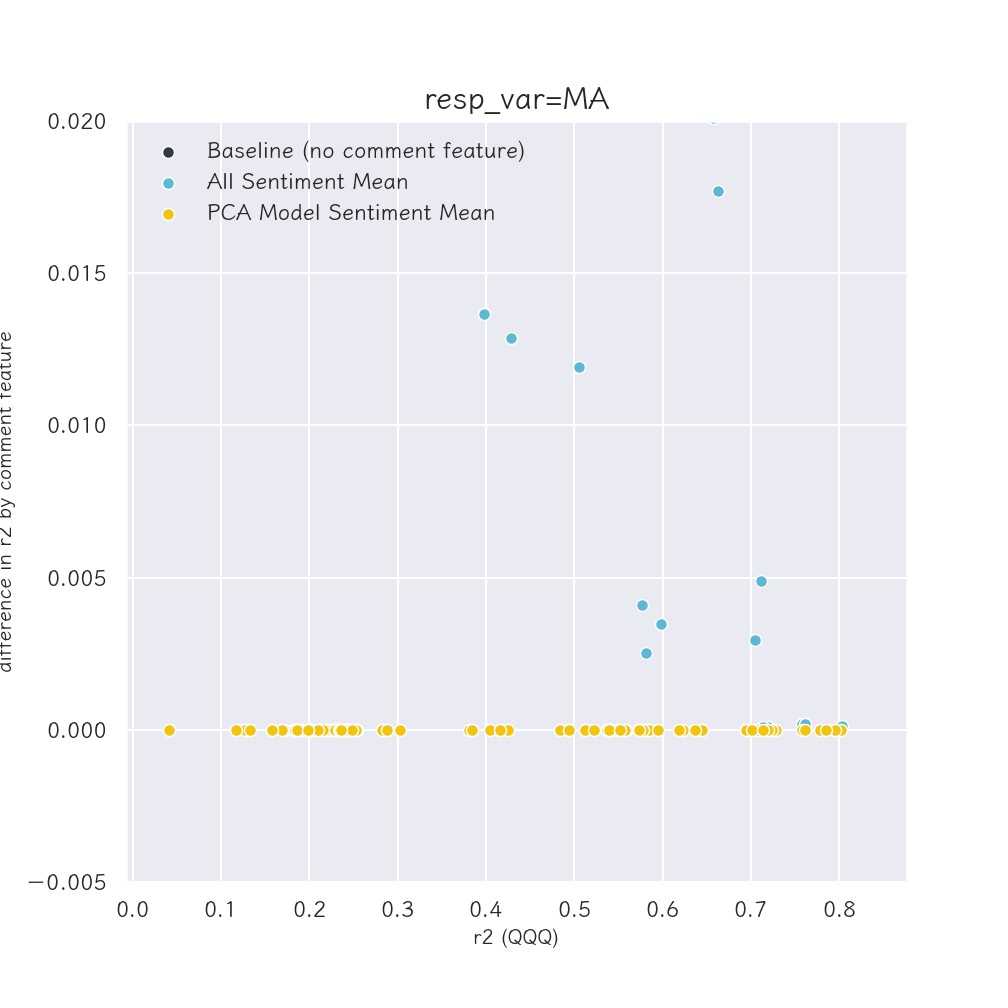 resp_var=MA
0.020
0.015
0.010
0.005
0.000
−0.005
Baseline (no comment feature)
All Sentiment Mean
PCA Model Sentiment Mean
difference in r2 by comment feature
0.0 0.1 0.2 0.3 0.4 0.5 0.6 0.7 0.8
r2 (QQQ)